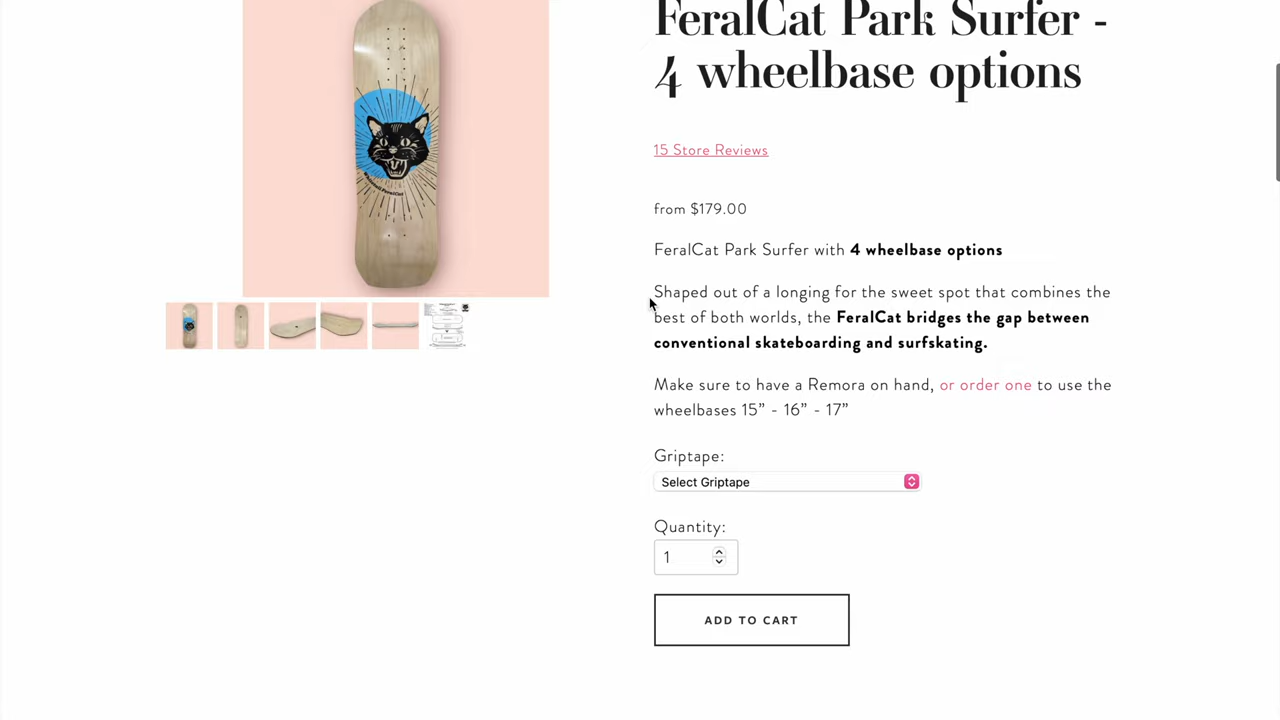 FeralCat Park Surfer -
4 wheelbase options
15 Store Reviews
from $179.00
FeralCat Park Surfer with 4 wheelbase options
Shaped out of a longing for the sweet spot that combines the
best of both worlds, the FeralCat bridges the gap between
conventional skateboarding and surfskating.
Make sure to have a Remora on hand, or order one to use the
wheelbases 15” - 16” - 17”
Griptape:
Select Griptape
Quantity:
1
ADD TO CART